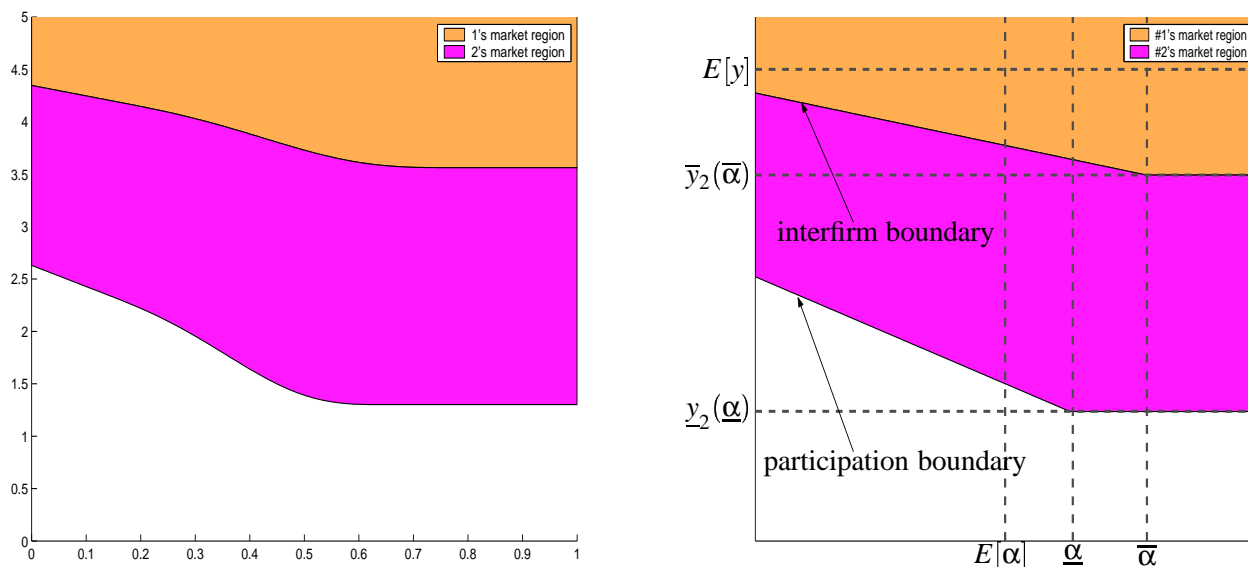 5
4.5
4
3.5
3
2.5
2
1.5
1
0.5
0
0 0.1 0.2 0.3 0.4 0.5 0.6 0.7 0.8 0.9 1
1's market region
2's market region
#1's market region
#2's market region
E[y]
y̅₂(α̅)
interfirm boundary
y̲₂(α̲)
participation boundary
E[α] α̲ α̅